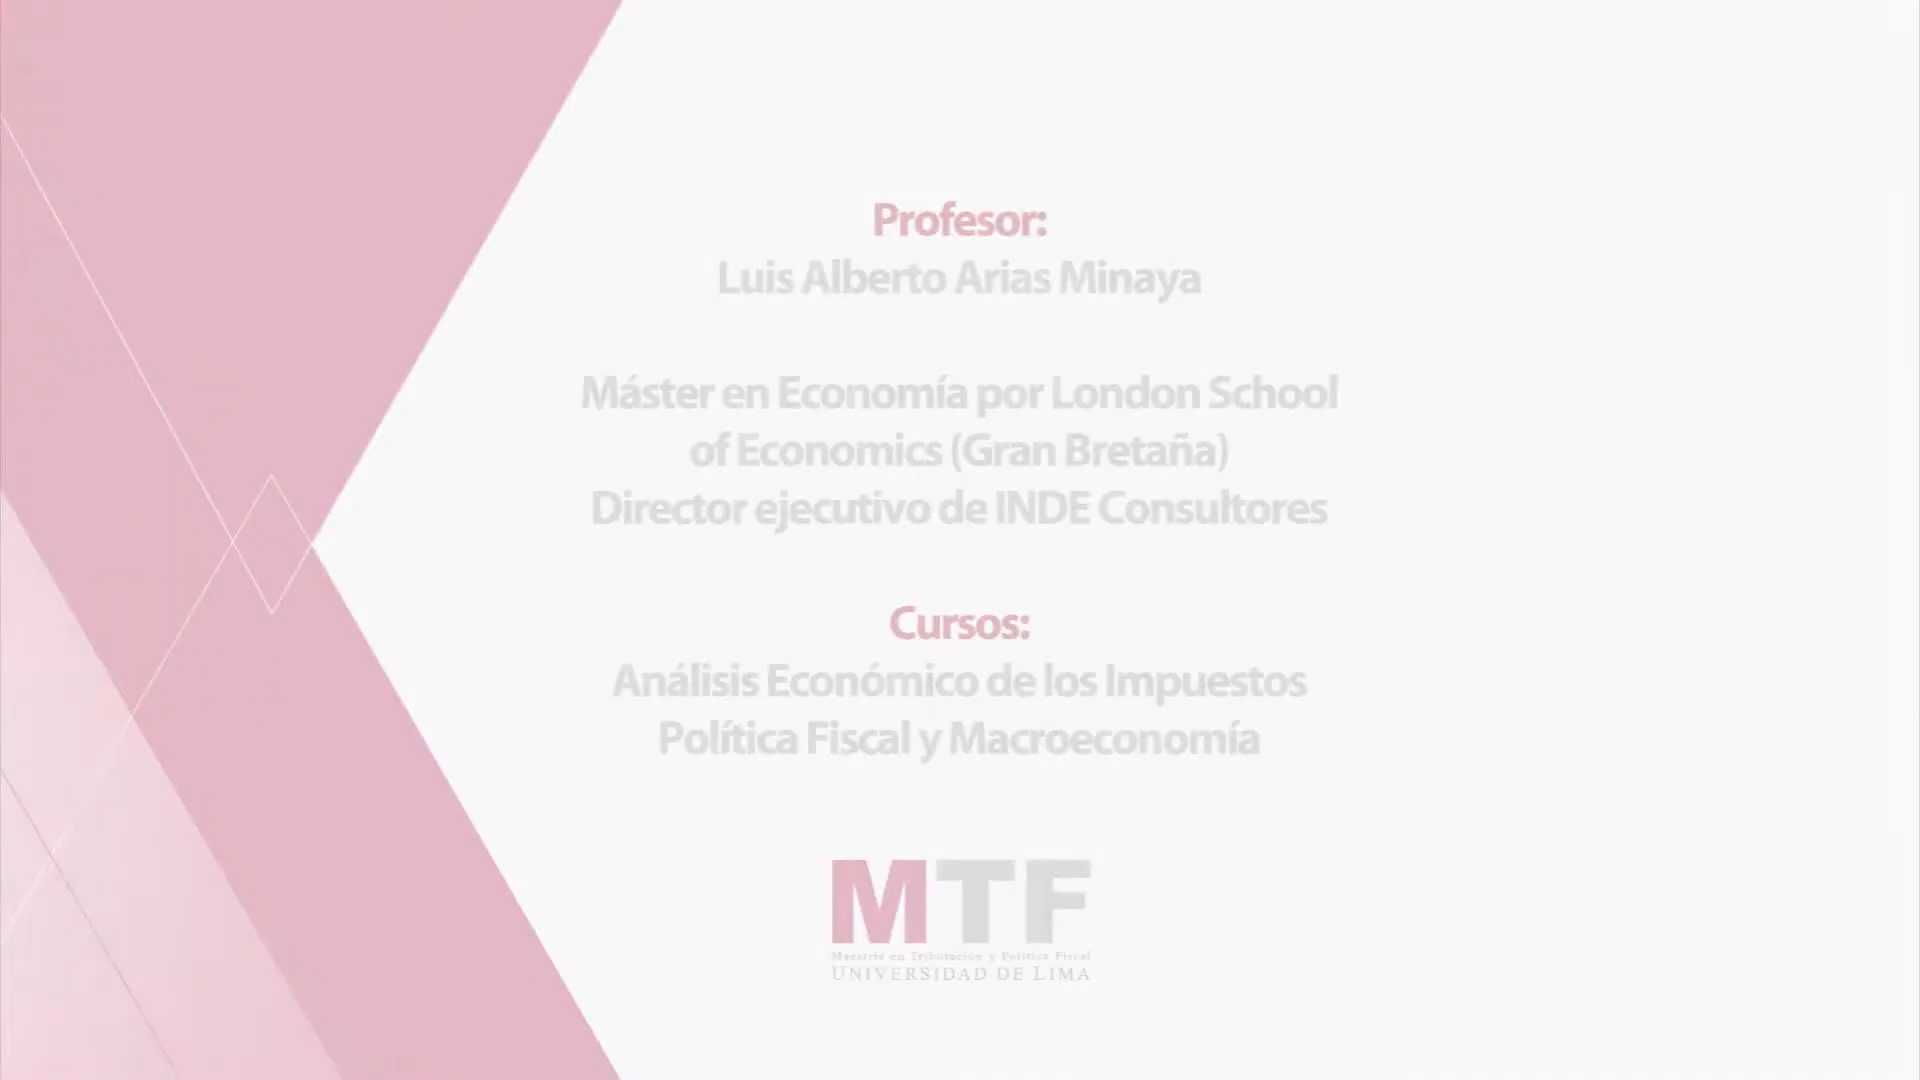 Profesor:
Luis Alberto Arias Minaya
Máster en Economía por London School
of Economics (Gran Bretaña)
Director ejecutivo de INDE Consultores
Cursos:
Análisis Económico de los Impuestos
Política Fiscal y Macroeconomía
MTF
Maestría en Tributación y Política Fiscal
UNIVERSIDAD DE LIMA